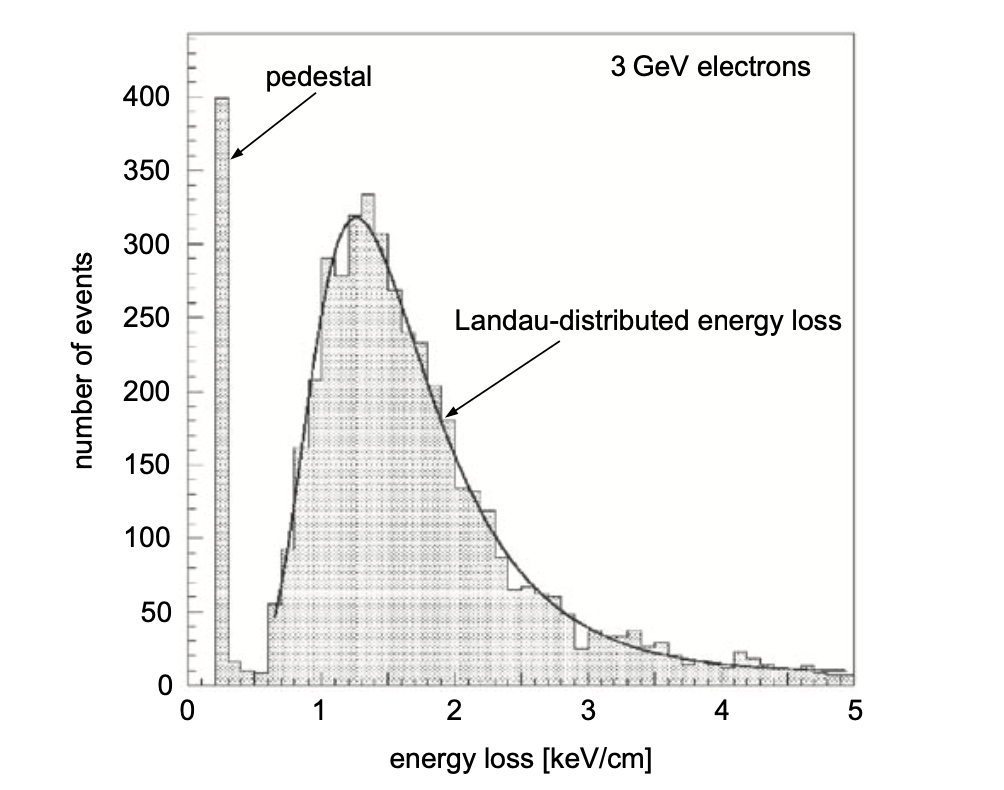 3 GeV electrons
pedestal
400
350
300
250
200
150
100
50
0
number of events
Landau-distributed energy loss
0 1 2 3 4 5
energy loss [keV/cm]